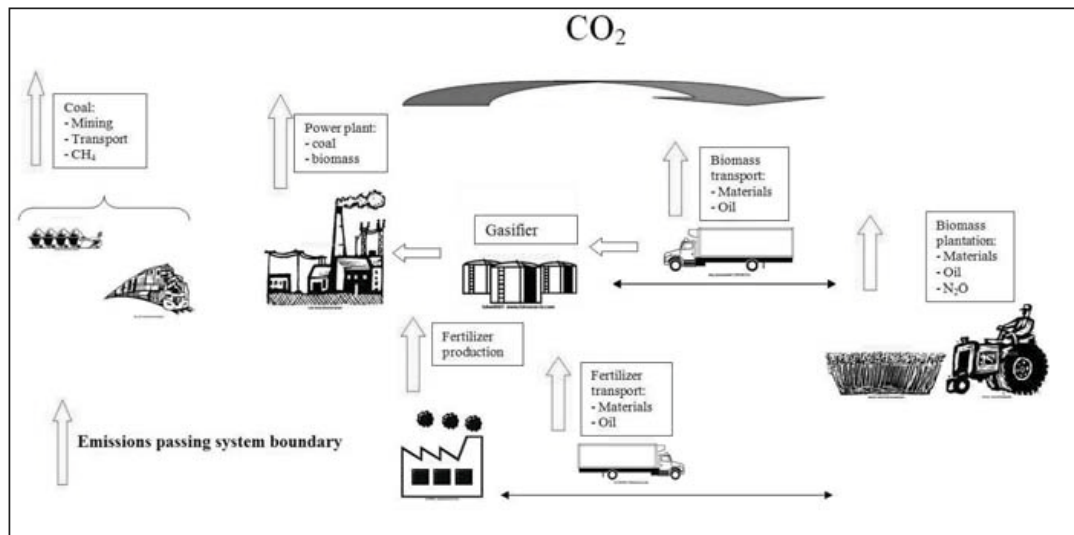 CO₂
Coal:
- Mining
- Transport
- CH₄
Power plant:
- coal
- biomass
Biomass
transport:
- Materials
- Oil
Biomass
plantation:
- Materials
- Oil
- N₂O
Gasifier
Fertilizer
production
Fertilizer
transport:
- Materials
- Oil
Emissions passing system boundary